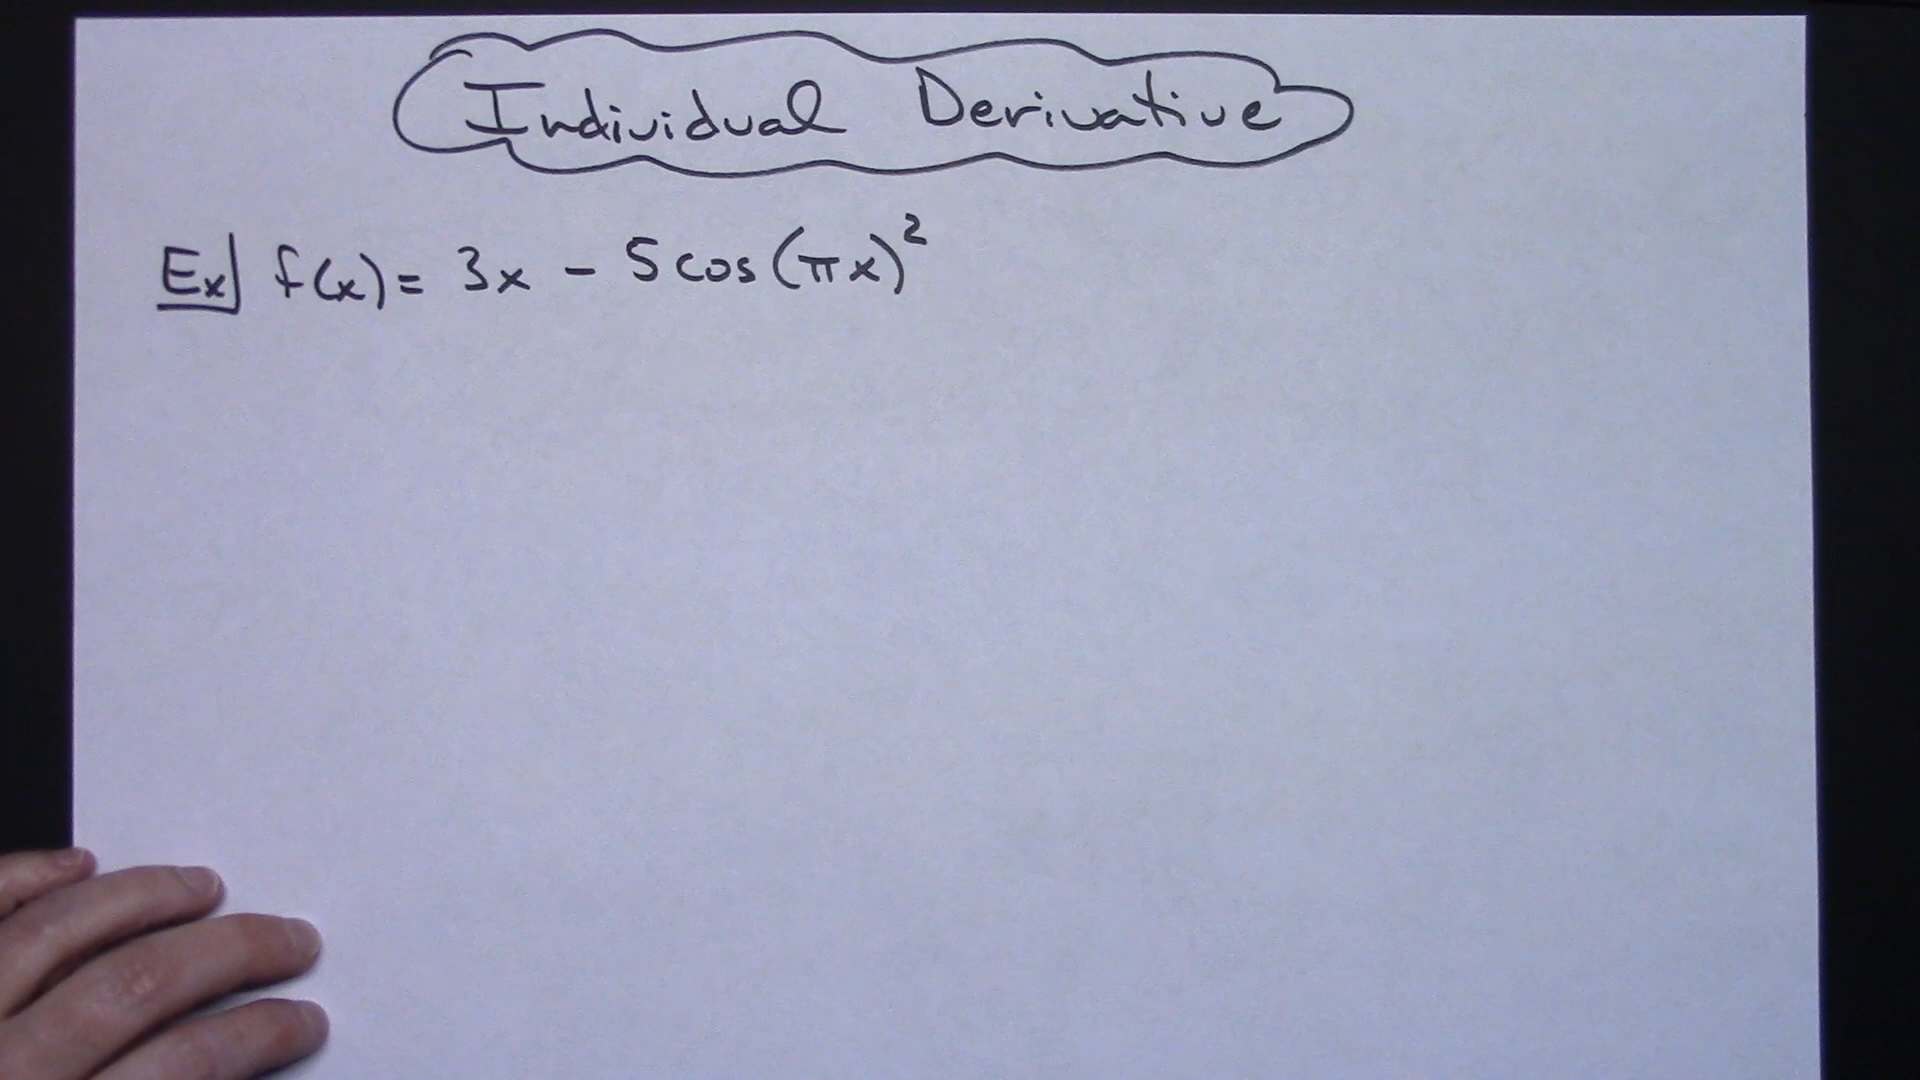 Individual Derivative
Ex] f(x) = 3x - 5cos(πx)²